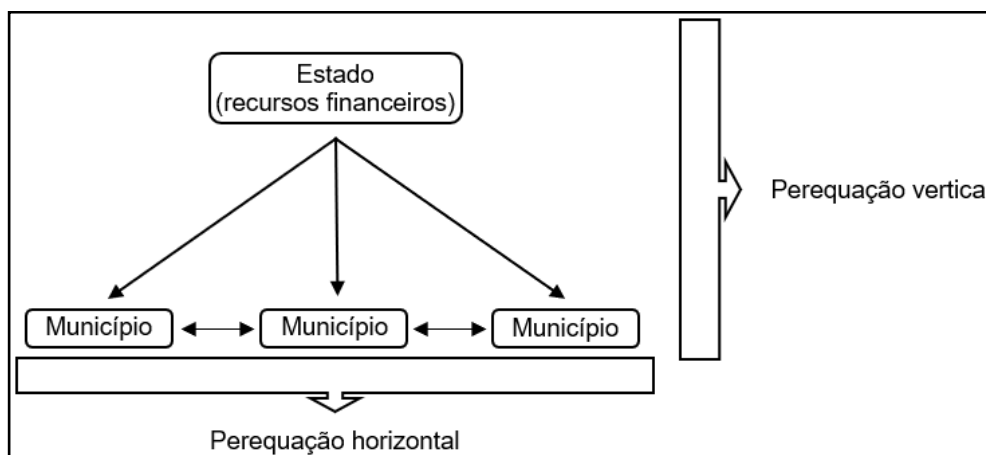 Estado
(recursos financeiros)
Perequação vertica
Município Município Município
Perequação horizontal